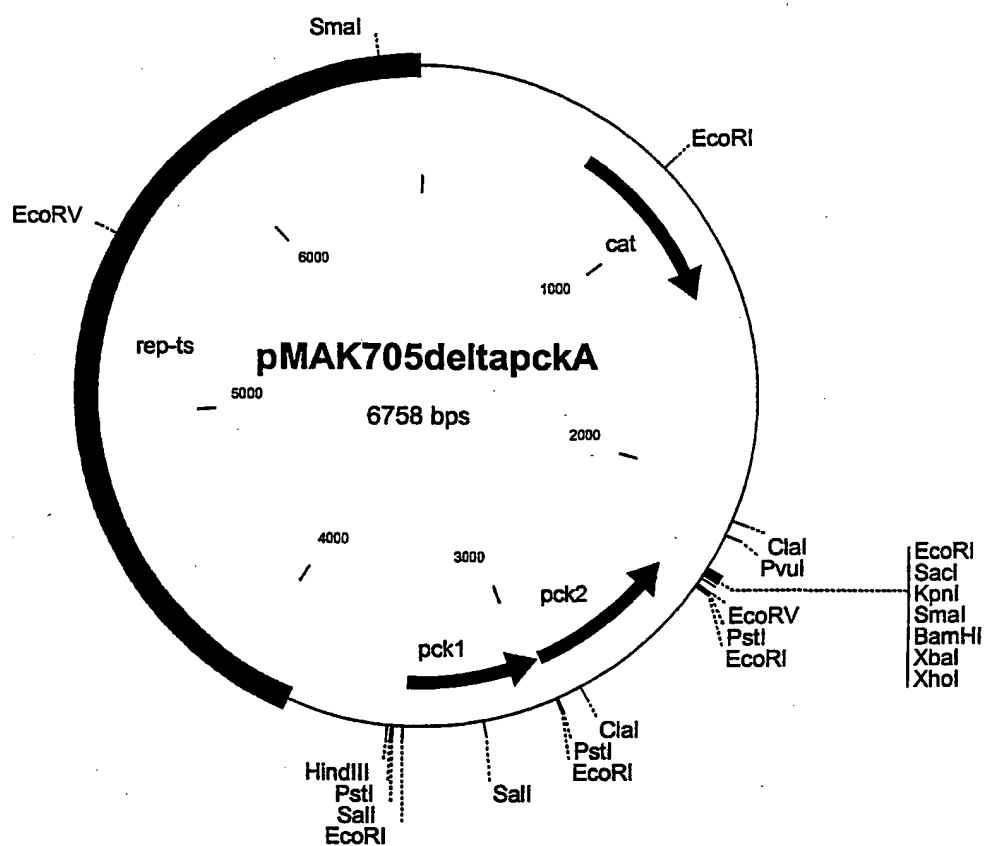 SmaI
EcoRI
EcoRV
cat
6000
1000
rep-ts
pMAK705deltapckA
5000
6758 bps
2000
4000
3000
ClaI
PvuI
EcoRI
SacI
KpnI
SmaI
BamHI
XbaI
XhoI
pck2
EcoRV
PstI
EcoRI
pck1
ClaI
PstI
EcoRI
HindIII
PstI
SalI
EcoRI
SalI